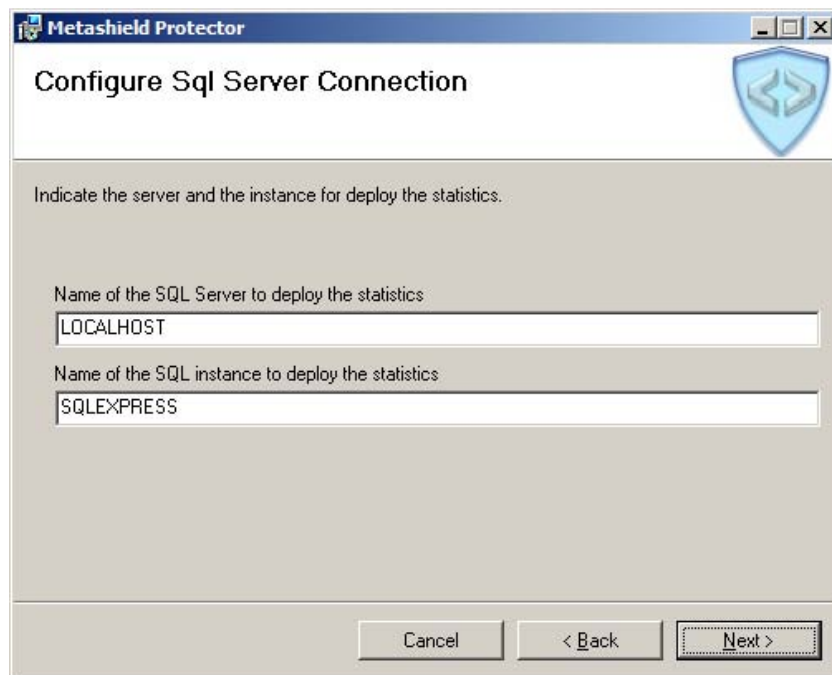 Metashield Protector
Configure Sql Server Connection
Indicate the server and the instance for deploy the statistics.
Name of the SQL Server to deploy the statistics
LOCALHOST
Name of the SQL instance to deploy the statistics
SQLEXPRESS
Cancel
< Back
Next >